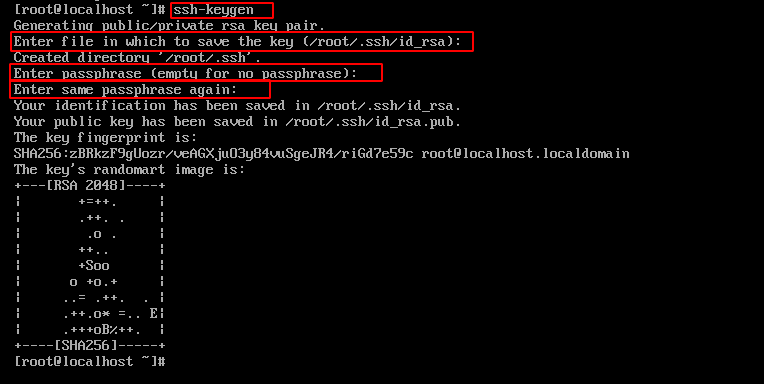 [root@localhost ~]# ssh-keygen
Generating public/private rsa key pair.
Enter file in which to save the key (/root/.ssh/id_rsa):
Created directory '/root/.ssh'.
Enter passphrase (empty for no passphrase):
Enter same passphrase again:
Your identification has been saved in /root/.ssh/id_rsa.
Your public key has been saved in /root/.ssh/id_rsa.pub.
The key fingerprint is:
SHA256:zBRkzf9gUozr/veAGXjuO3y84vuSgeJR4/riGd7e59c root@localhost.localdomain
The key's randomart image is:
+---[RSA 2048]----+
|       +=++.     |
|       .++. .    |
|        .o .     |
|       ++..      |
|       +Soo      |
|      o +o.+     |
|     ..= .++.  . |
|     .++.o* =.. E|
|     .+++oB%++.  |
+----[SHA256]-----+
[root@localhost ~]#